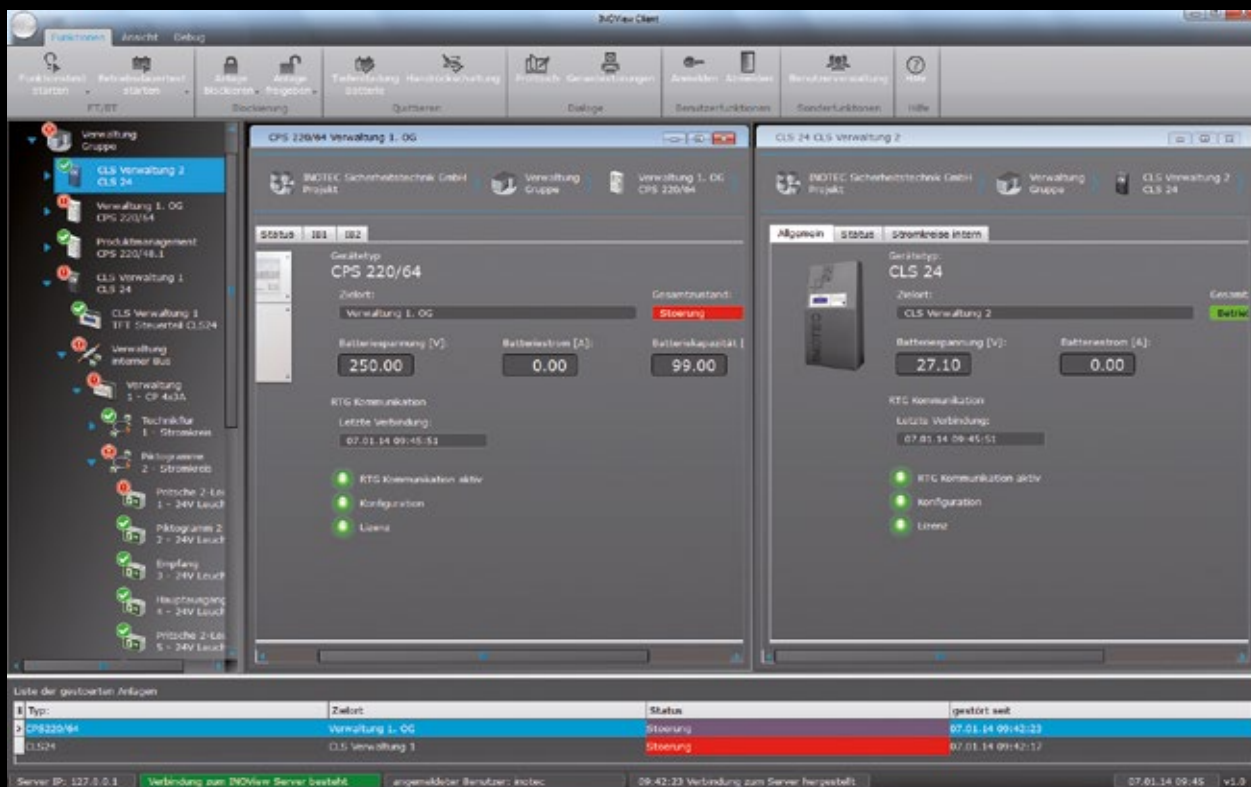 INOView Client
Funktionen Ansicht Debug
Funktionstest starten
Betriebsdauertest starten
Anlage blockieren
Anlage freigeben
Tiefentladung Batterie
Handrückschaltung
Prüfbuch
Gesamtstörungen
Anmelden
Abmelden
Benutzerverwaltung
Hilfe
FT/BT
Blockierung
Quittieren
Dialoge
Benutzerfunktionen
Sonderfunktionen
Hilfe
Verwaltung
Gruppe
CLS Verwaltung 2
CLS 24
Verwaltung 1. OG
CPS 220/64
Produktmanagement
CPS 220/48.1
CLS Verwaltung 1
CLS 24
CLS Verwaltung 1
TFT Steuerteil CLS24
Verwaltung
interner Bus
Verwaltung
1 - CP 4x3A
Technikflur
1 - Stromkreis
Piktogramme
2 - Stromkreis
Pritsche 2-Lei
1 - 24V Leuch
Piktogramm 2
2 - 24V Leuch
Empfang
3 - 24V Leuch
Hauptausgang
4 - 24V Leuch
Pritsche 2-Lei
5 - 24V Leuch
CPS 220/64 Verwaltung 1. OG
INOTEC Sicherheitstechnik GmbH
Projekt
Verwaltung
Gruppe
Verwaltung 1. OG
CPS 220/64
Status IB1 IB2
Gerätetyp
CPS 220/64
Zielort:
Gesamtzustand:
Verwaltung 1. OG
Stoerung
Batteriespannung [V]:
Batteriestrom [A]:
Batteriekapazität [
250.00
0.00
99.00
RTG Kommunikation
Letzte Verbindung:
07.01.14 09:45:51
RTG Kommunikation aktiv
Konfiguration
Lizenz
CLS 24 CLS Verwaltung 2
INOTEC Sicherheitstechnik GmbH
Projekt
Verwaltung
Gruppe
CLS Verwaltung 2
CLS 24
Allgemein Status Stromkreise intern
INOTEC
Gerätetyp:
CLS 24
Zielort:
Gesamt
CLS Verwaltung 2
Betrie
Batteriespannung [V]:
Batteriestrom [A]:
27.10
0.00
RTG Kommunikation
Letzte Verbindung:
07.01.14 09:45:51
RTG Kommunikation aktiv
Konfiguration
Lizenz
Liste der gestoerten Anlagen
Typ: Zielort Status gestört seit
CPS220/64 Verwaltung 1. OG Stoerung 07.01.14 09:42:23
CLS24 CLS Verwaltung 1 Stoerung 07.01.14 09:42:17
Server IP: 127.0.0.1 Verbindung zum INOView Server besteht angemeldeter Benutzer: inotec 09:42:23 Verbindung zum Server hergestellt 07.01.14 09:45 v1.0